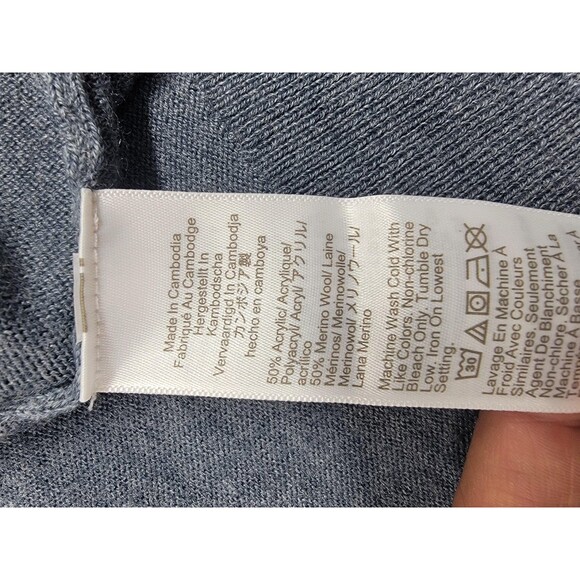 Made In Cambodia
Fabriqué Au Cambodge
Hergestellt In
Kambodscha
Vervaardigd In Cambodja
カンボジア製
hecho en camboya
50% Acrylic/ Acrylique/
Polyacryl/ Acryl/ アクリル/
acrílico
50% Merino Wool/ Laine
Mérinos/ Merinowolle/
Merinowol/ メリノウール/
Lana Merino
Machine Wash Cold With
Like Colors, Non-chlorine
Bleach Only, Tumble Dry
Low, Iron On Lowest
Setting.
30
Lavage En Machine À
Froid Avec Couleurs
Similaires, Seulement
Agent De Blanchiment
Non-chlore, Sécher À La